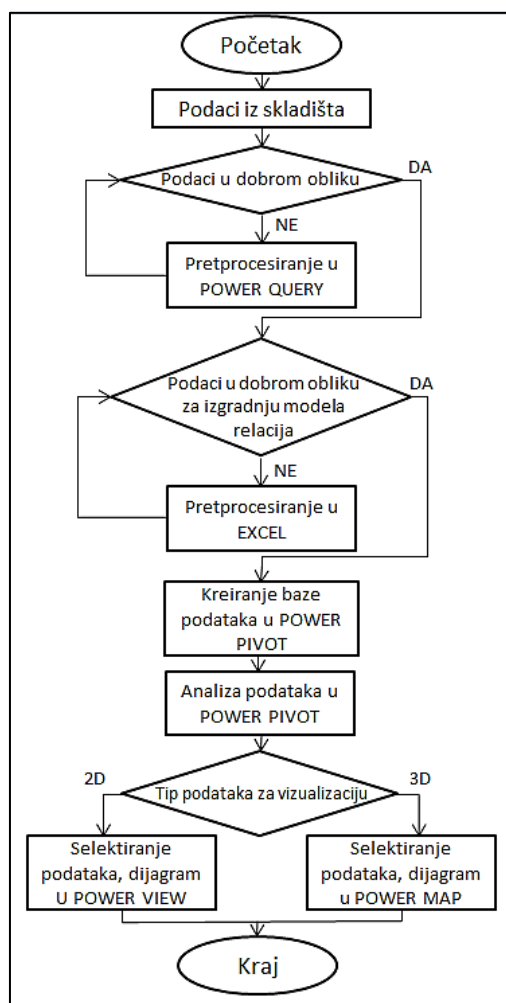 Početak
Podaci iz skladišta
Podaci u dobrom obliku
DA
NE
Pretprocesiranje u
POWER QUERY
Podaci u dobrom obliku
za izgradnju modela
relacija
DA
NE
Pretprocesiranje u
EXCEL
Kreiranje baze
podataka u POWER
PIVOT
Analiza podataka u
POWER PIVOT
2D
3D
Tip podataka za vizualizaciju
Selektiranje
podataka, dijagram
U POWER VIEW
Selektiranje
podataka, dijagram
u POWER MAP
Kraj